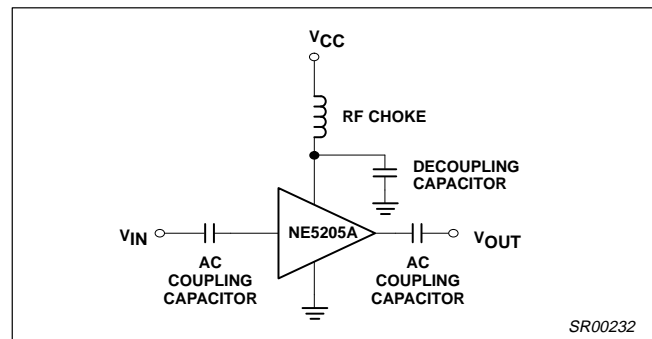 VCC
RF CHOKE
DECOUPLING
CAPACITOR
VIN
NE5205A
VOUT
AC
COUPLING
CAPACITOR
AC
COUPLING
CAPACITOR
SR00232